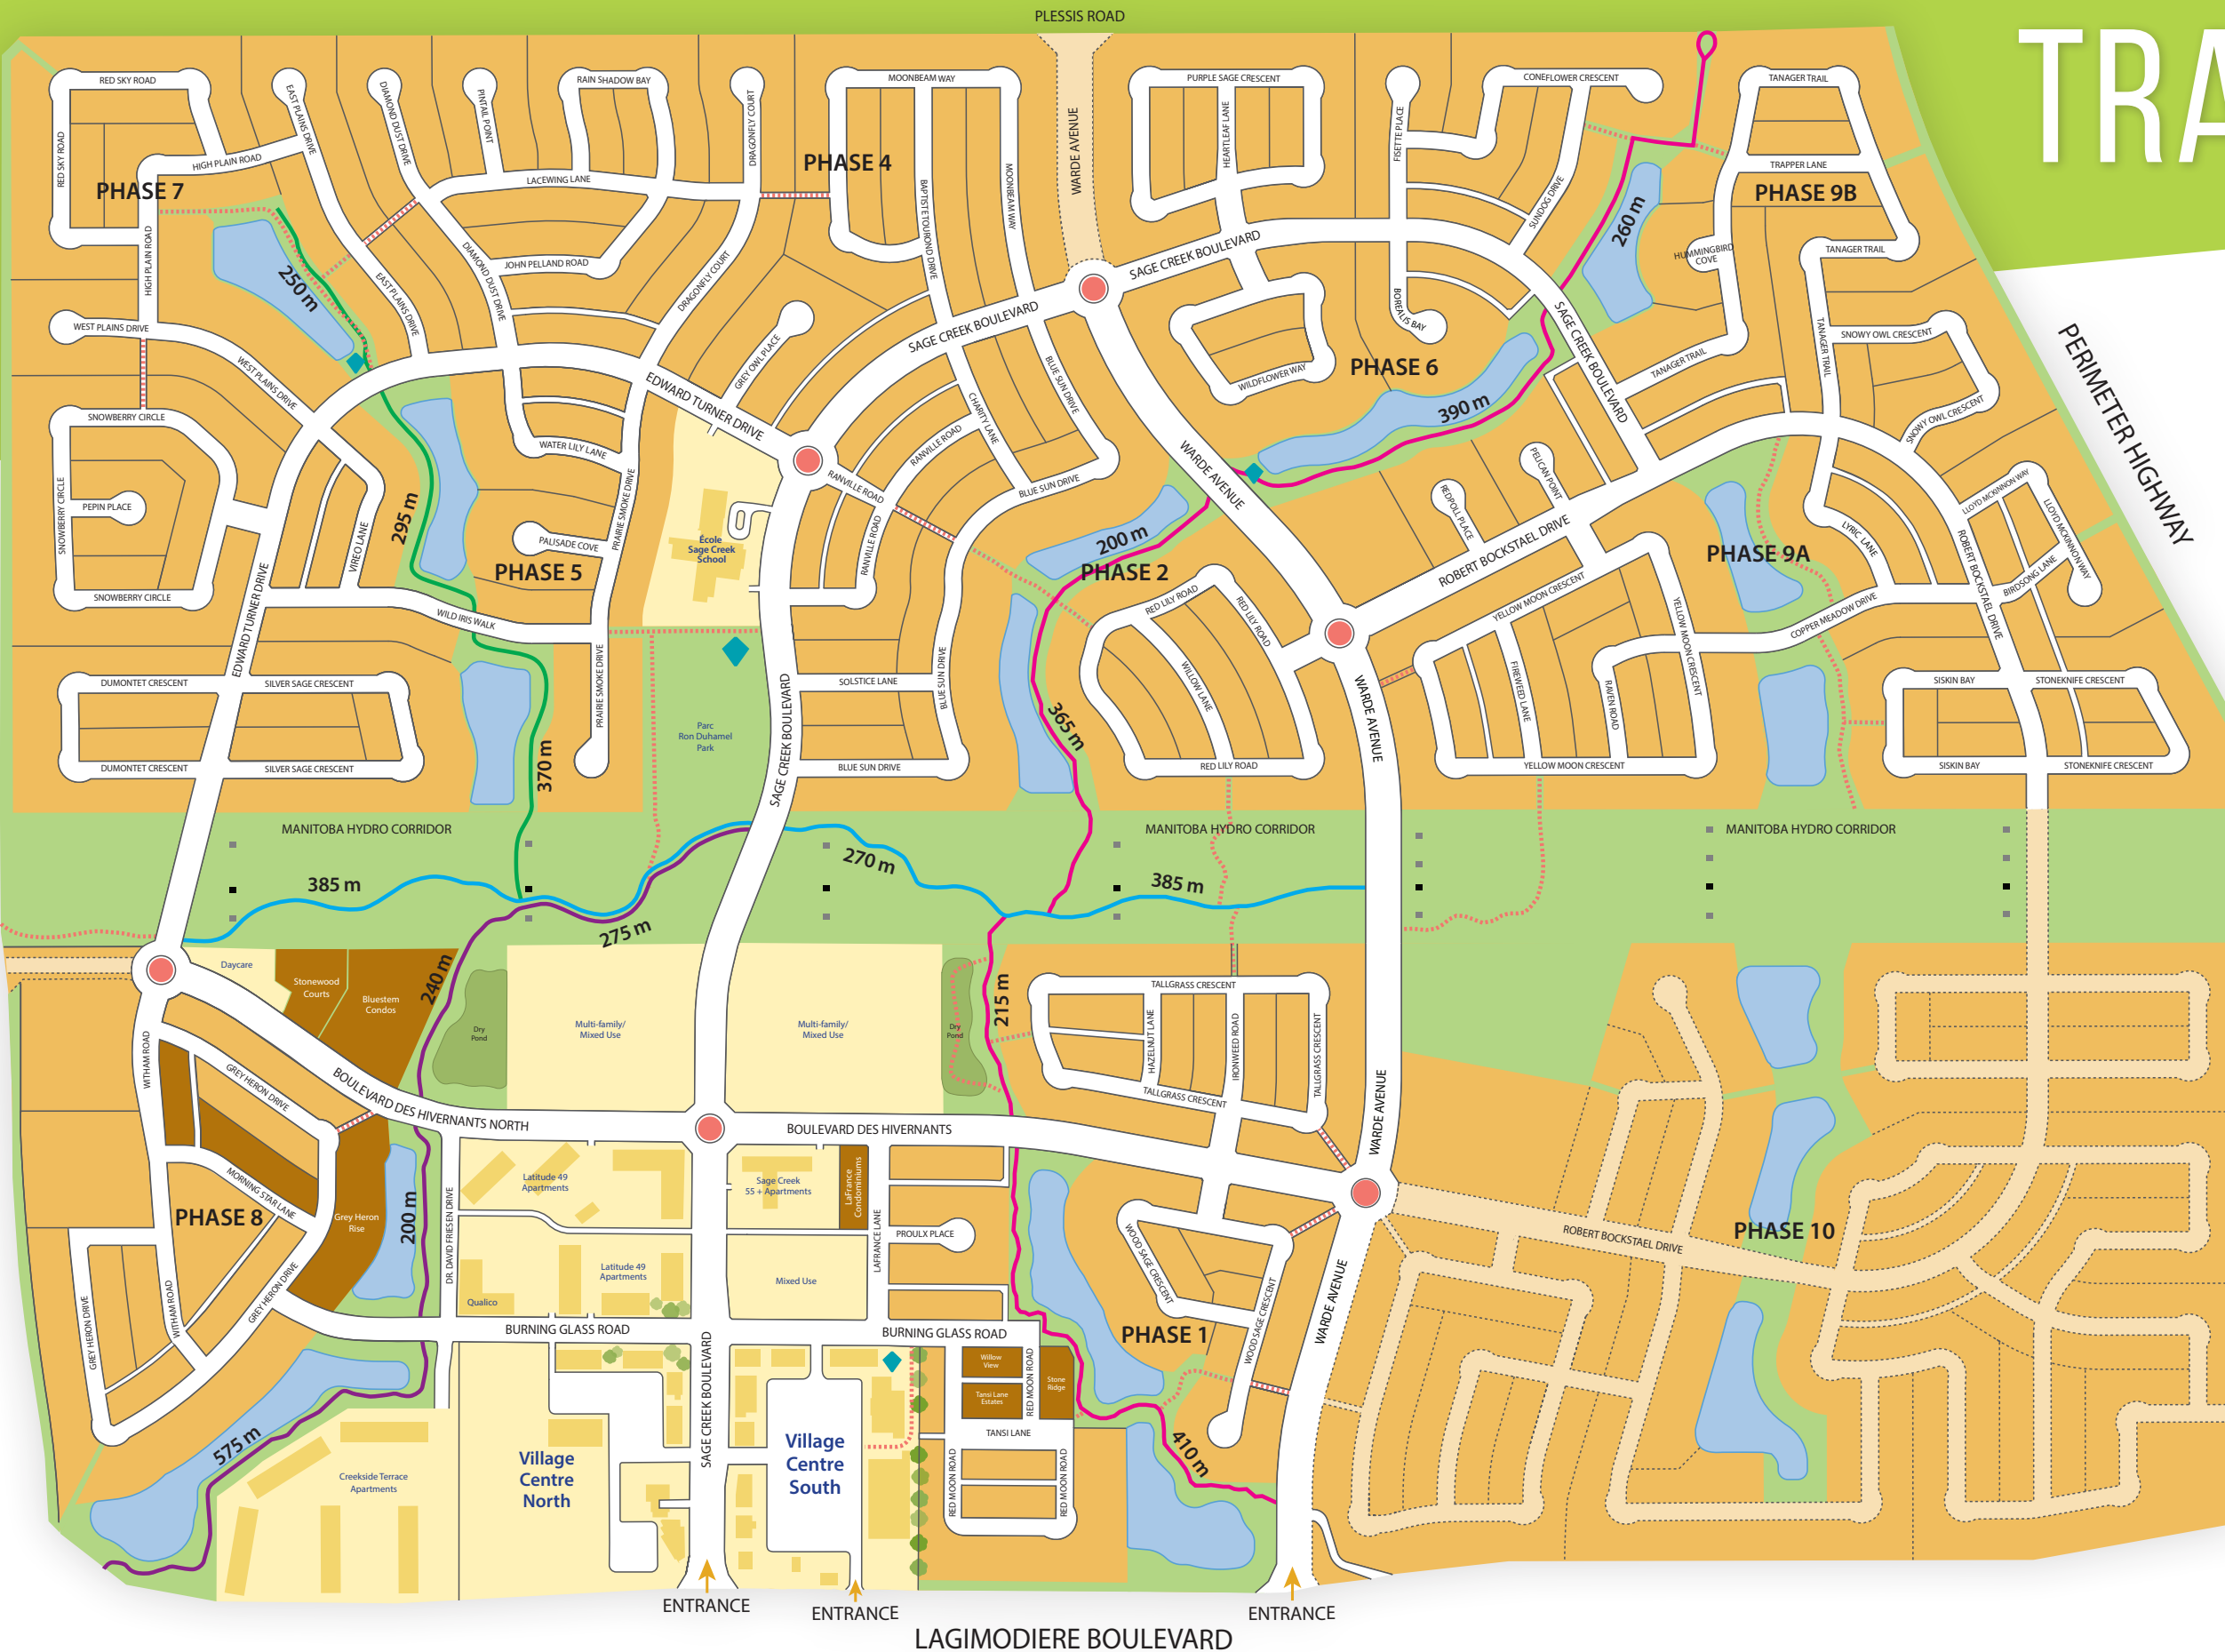 PLESSIS ROAD
TRA
RED SKY ROAD
RED SKY ROAD
EAST PLAINS DRIVE
DIAMOND DUST DRIVE
PINTAIL POINT
RAIN SHADOW BAY
DRAGONFLY COURT
MOONBEAM WAY
WARDE AVENUE
PURPLE SAGE CRESCENT
HEARTLEAF LANE
FISETTE PLACE
CONEFLOWER CRESCENT
TANAGER TRAIL
HIGH PLAIN ROAD
PHASE 7
LACEWING LANE
PHASE 4
BAPTISTE TOUROND DRIVE
MOONBEAM WAY
SUNDOG DRIVE
TRAPPER LANE
PHASE 9B
260 m
HUMMINGBIRD
COVE
TANAGER TRAIL
HIGH PLAIN ROAD
250 m
EAST PLAINS DRIVE
DIAMOND DUST DRIVE
JOHN PELLAND ROAD
DRAGONFLY COURT
SAGE CREEK BOULEVARD
SAGE CREEK BOULEVARD
BOREALIS BAY
SAGE CREEK BOULEVARD
WEST PLAINS DRIVE
WEST PLAINS DRIVE
GREY OWL PLACE
EDWARD TURNER DRIVE
BLUE SUN DRIVE
CHARITY LANE
WILDFLOWER WAY
PHASE 6
390 m
TANAGER TRAIL
TANAGER TRAIL
SNOWY OWL CRESCENT
SNOWY OWL CRESCENT
PERIMETER HIGHWAY
SNOWBERRY CIRCLE
SNOWBERRY CIRCLE
PEPIN PLACE
SNOWBERRY CIRCLE
VIREO LANE
295 m
WATER LILY LANE
PRAIRIE SMOKE DRIVE
PALISADE COVE
PHASE 5
École
Sage Creek
School
RANVILLE ROAD
RANVILLE ROAD
RANVILLE ROAD
BLUE SUN DRIVE
WARDE AVENUE
200 m
PHASE 2
REDPOLL PLACE
PELICAN POINT
ROBERT BOCKSTAEL DRIVE
YELLOW MOON CRESCENT
PHASE 9A
LYRIC LANE
LLOYD MCKINNON WAY
LLOYD MCKINNON WAY
BIRDSONG LANE
ROBERT BOCKSTAEL DRIVE
COPPER MEADOW DRIVE
EDWARD TURNER DRIVE
WILD IRIS WALK
PRAIRIE SMOKE DRIVE
DUMONTET CRESCENT
SILVER SAGE CRESCENT
DUMONTET CRESCENT
SILVER SAGE CRESCENT
370 m
Parc
Ron Duhamel
Park
SAGE CREEK BOULEVARD
SOLSTICE LANE
BLUE SUN DRIVE
BLUE SUN DRIVE
365 m
RED LILY ROAD
RED LILY ROAD
WILLOW LANE
RED LILY ROAD
WARDE AVENUE
FIREWEED LANE
RAVEN ROAD
YELLOW MOON CRESCENT
YELLOW MOON CRESCENT
SISKIN BAY
STONEKNIFE CRESCENT
SISKIN BAY
STONEKNIFE CRESCENT
MANITOBA HYDRO CORRIDOR
MANITOBA HYDRO CORRIDOR
MANITOBA HYDRO CORRIDOR
385 m
275 m
270 m
385 m
Daycare
Stonewood
Courts
Bluestem
Condos
240 m
Dry
Pond
Multi-family/
Mixed Use
Multi-family/
Mixed Use
Dry
Pond
215 m
TALLGRASS CRESCENT
HAZELNUT LANE
IRONWEED ROAD
TALLGRASS CRESCENT
TALLGRASS CRESCENT
WARDE AVENUE
WITHAM ROAD
GREY HERON DRIVE
BOULEVARD DES HIVERNANTS NORTH
BOULEVARD DES HIVERNANTS
MORNING STAR LANE
PHASE 8
Grey Heron
Rise
200 m
DR. DAVID FRIESEN DRIVE
Latitude 49
Apartments
Sage Creek
55 + Apartments
LaFrance
Condominiums
LAFRANCE LANE
PROULX PLACE
WOOD SAGE CRESCENT
WOOD SAGE CRESCENT
ROBERT BOCKSTAEL DRIVE
PHASE 10
GREY HERON DRIVE
WITHAM ROAD
GREY HERON DRIVE
Latitude 49
Apartments
Qualico
Mixed Use
BURNING GLASS ROAD
BURNING GLASS ROAD
PHASE 1
WARDE AVENUE
SAGE CREEK BOULEVARD
Willow
View
Tansi Lane
Estates
RED MOON ROAD
Stone
Ridge
TANSI LANE
RED MOON ROAD
RED MOON ROAD
410 m
575 m
Creekside Terrace
Apartments
Village
Centre
North
Village
Centre
South
ENTRANCE
ENTRANCE
ENTRANCE
LAGIMODIERE BOULEVARD